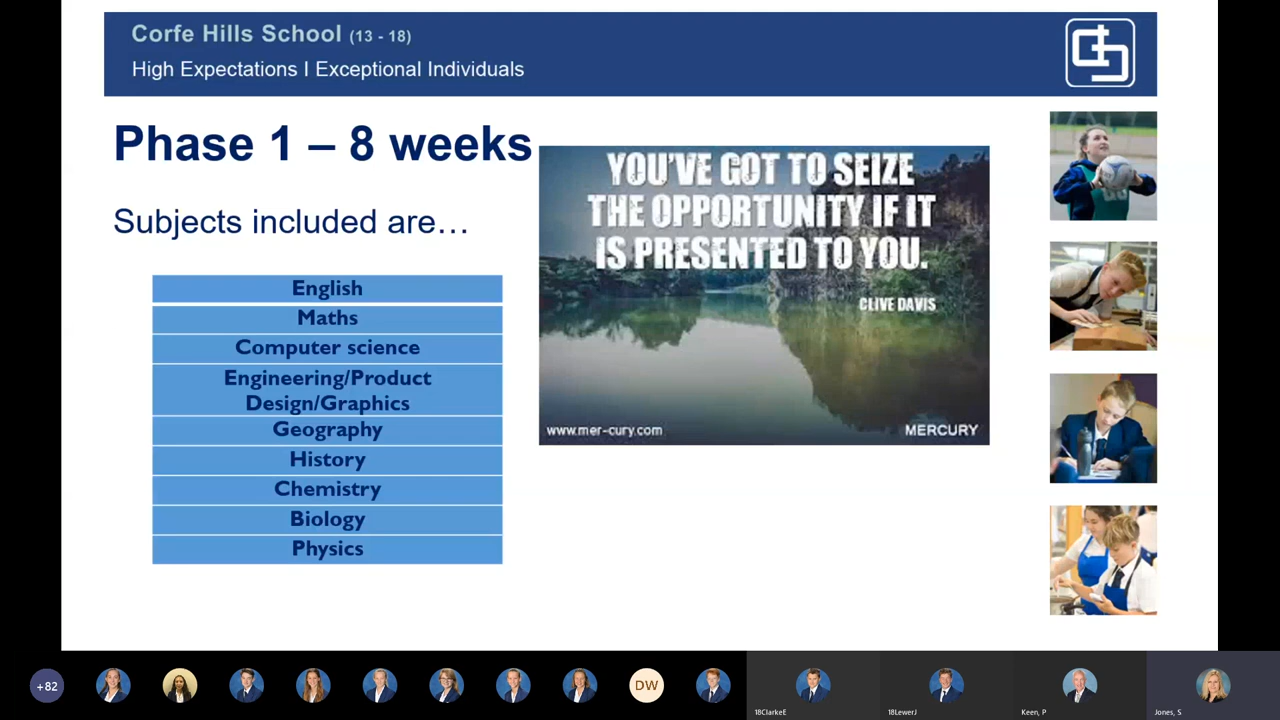 Corfe Hills School (13 - 18)
High Expectations I Exceptional Individuals
Phase 1 – 8 weeks
Subjects included are…
English
Maths
Computer science
Engineering/Product
Design/Graphics
Geography
History
Chemistry
Biology
Physics
YOU'VE GOT TO SEIZE
THE OPPORTUNITY IF IT
IS PRESENTED TO YOU.
CLIVE DAVIS
www.mer-cury.com
MERCURY
+82
DW
18ClarkeE
18LewerJ
Keen, P
Jones, S